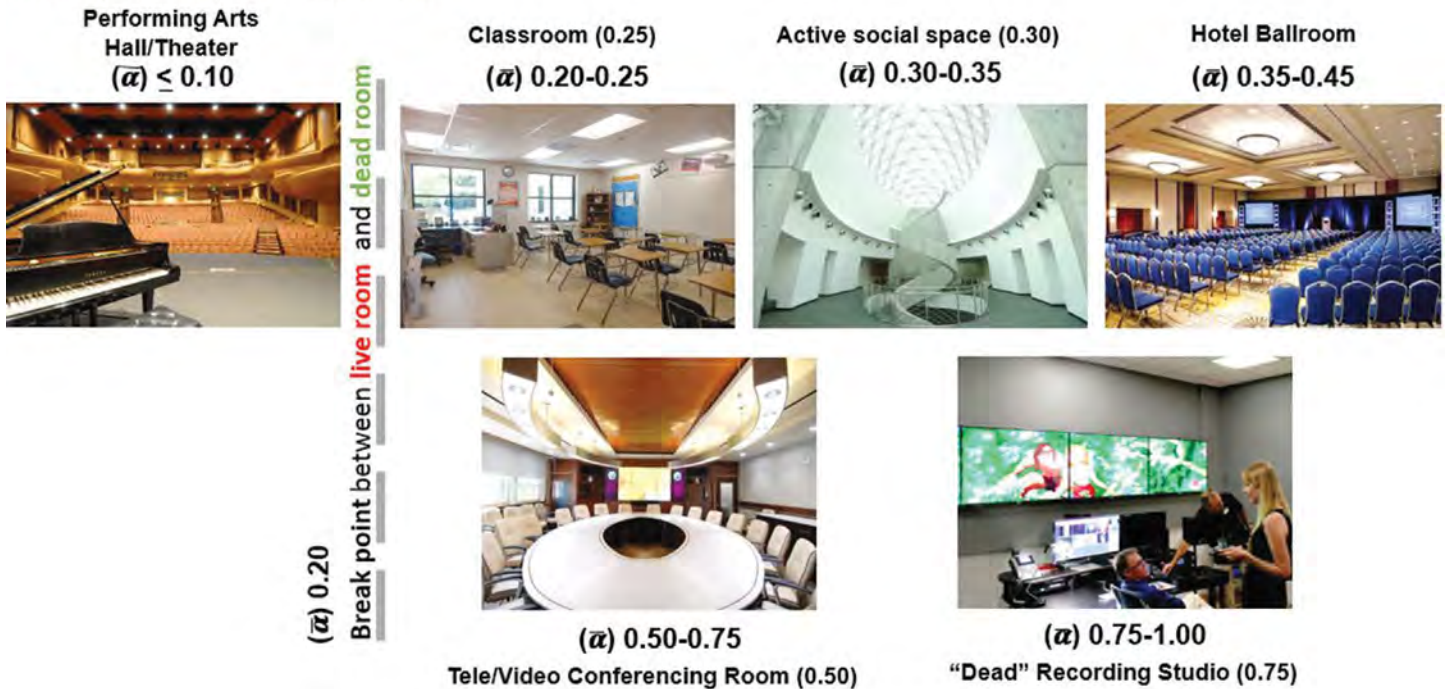 Performing Arts
Hall/Theater
(ᾱ) ≤ 0.10
Classroom (0.25)
(ᾱ) 0.20-0.25
Active social space (0.30)
(ᾱ) 0.30-0.35
Hotel Ballroom
(ᾱ) 0.35-0.45
(ᾱ) 0.20
Break point between live room and dead room
(ᾱ) 0.50-0.75
Tele/Video Conferencing Room (0.50)
(ᾱ) 0.75-1.00
“Dead” Recording Studio (0.75)